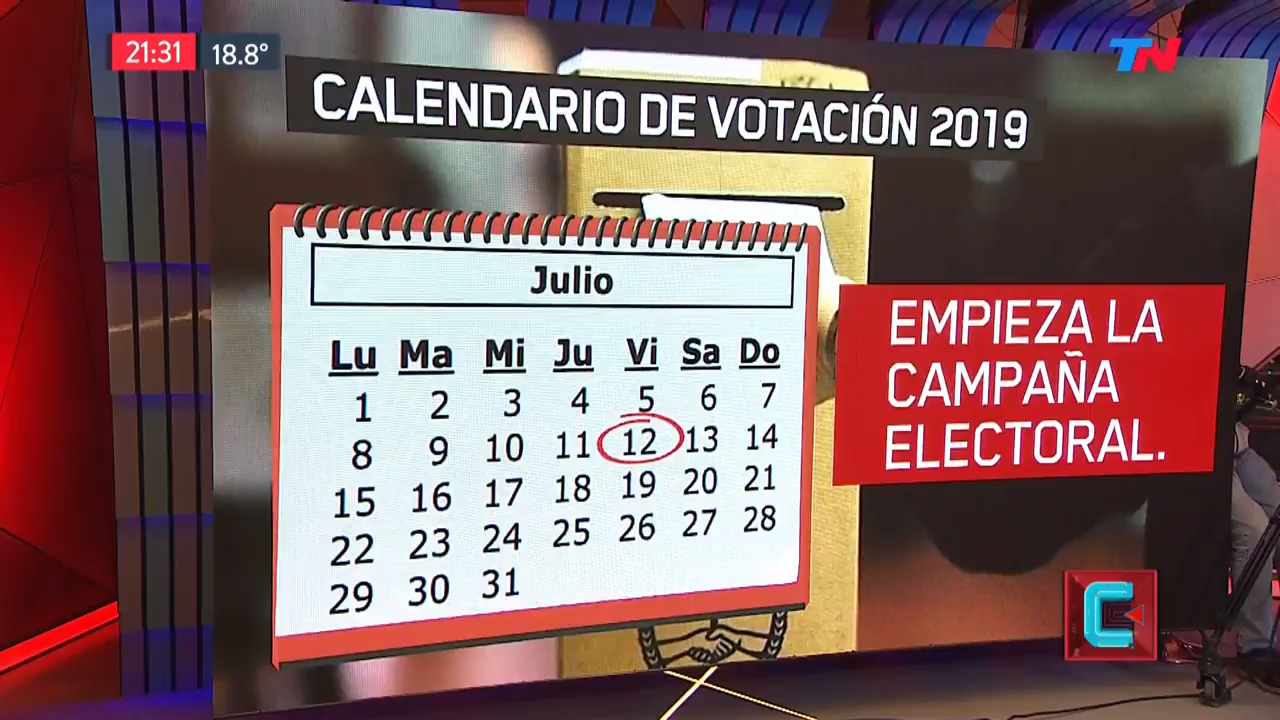 21:31 18.8°
TN
CALENDARIO DE VOTACIÓN 2019
Julio
Lu Ma Mi Ju Vi Sa Do
1 2 3 4 5 6 7
8 9 10 11 12 13 14
15 16 17 18 19 20 21
22 23 24 25 26 27 28
29 30 31
EMPIEZA LA
CAMPAÑA
ELECTORAL.
C